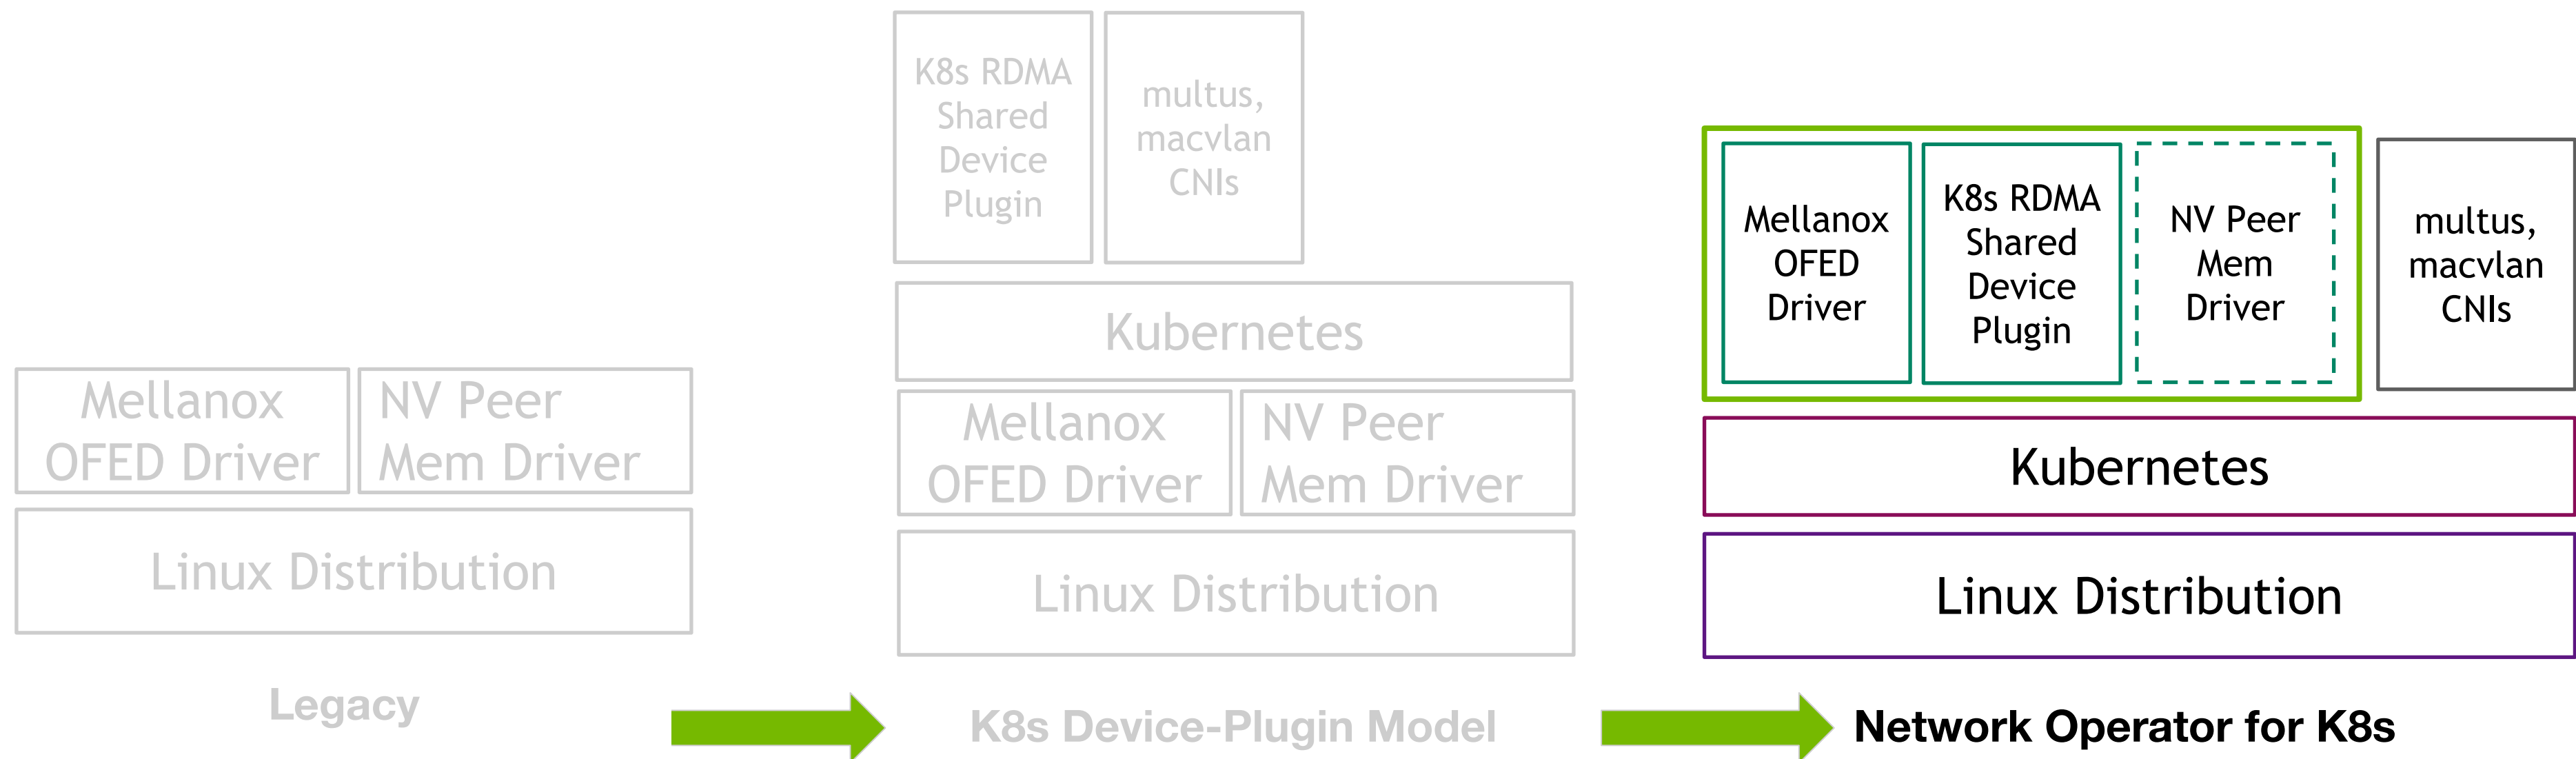 Mellanox
OFED Driver
NV Peer
Mem Driver
Linux Distribution
Legacy
K8s RDMA
Shared
Device
Plugin
multus,
macvlan
CNIs
Kubernetes
Mellanox
OFED Driver
NV Peer
Mem Driver
Linux Distribution
K8s Device-Plugin Model
Mellanox
OFED
Driver
K8s RDMA
Shared
Device
Plugin
NV Peer
Mem
Driver
multus,
macvlan
CNIs
Kubernetes
Linux Distribution
Network Operator for K8s